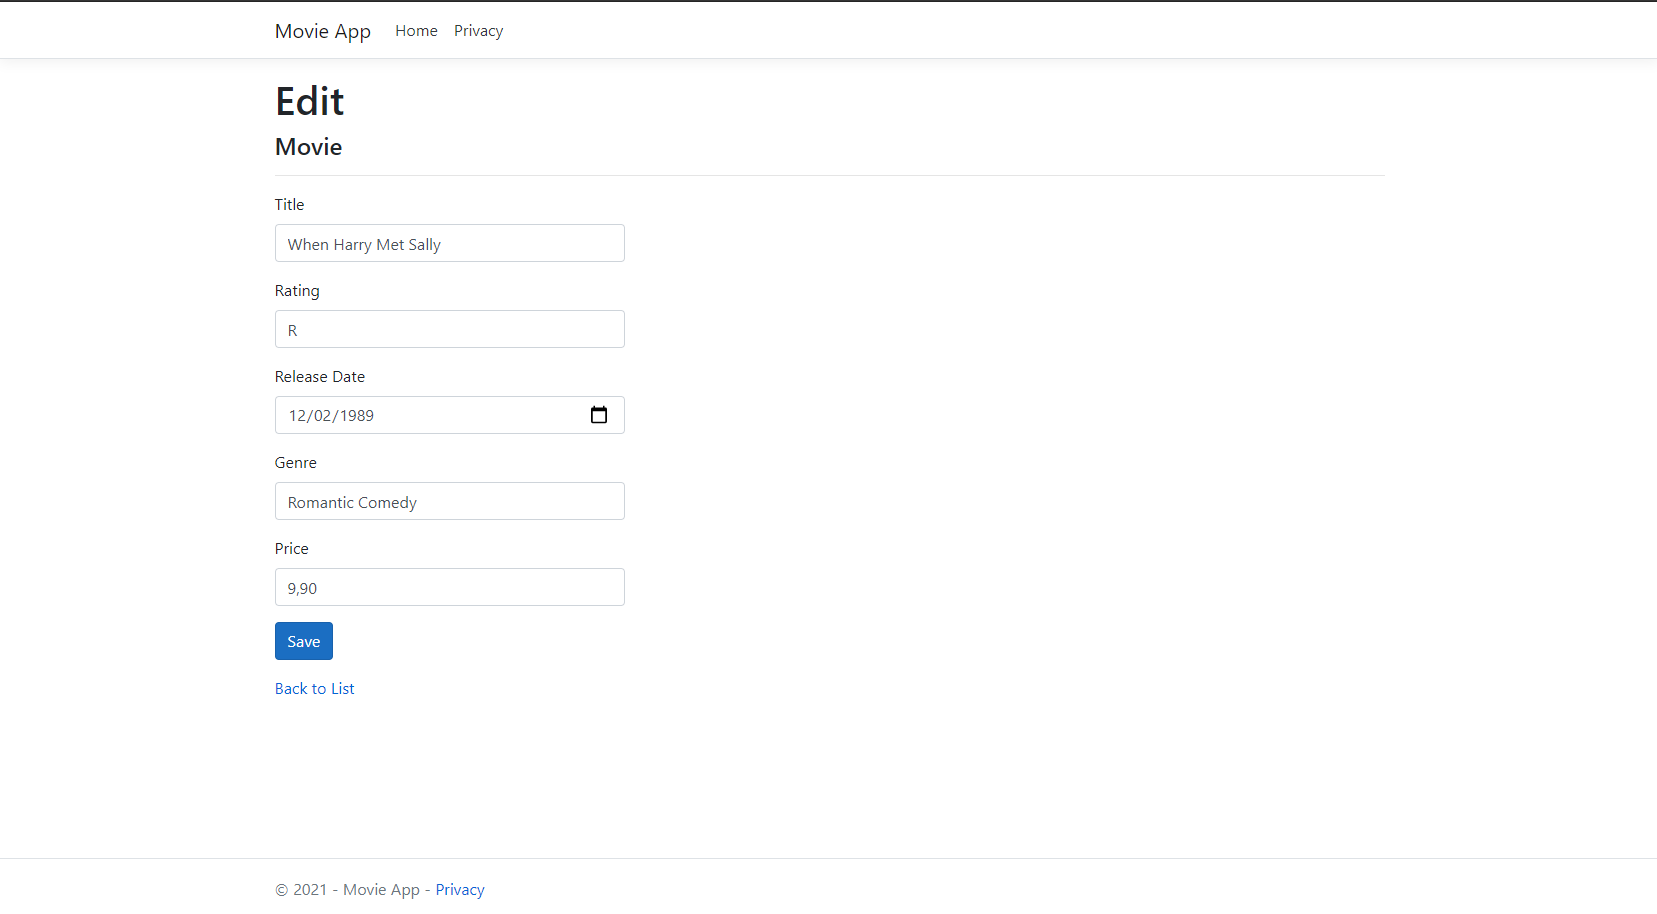 Movie App Home Privacy
Edit
Movie
Title
When Harry Met Sally
Rating
R
Release Date
12/02/1989
Genre
Romantic Comedy
Price
9,90
Save
Back to List
© 2021 - Movie App - Privacy